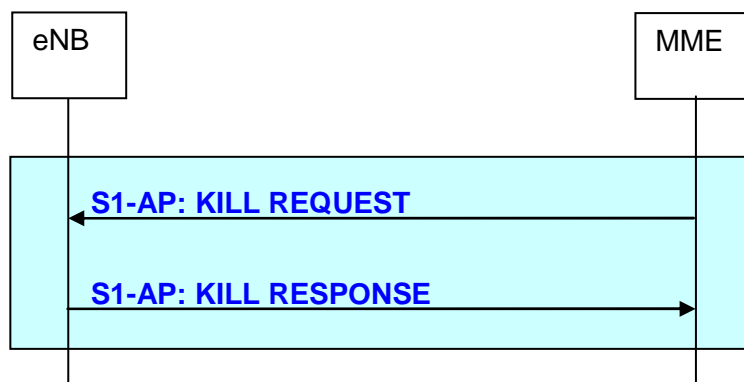 eNB
MME
S1-AP: KILL REQUEST
S1-AP: KILL RESPONSE